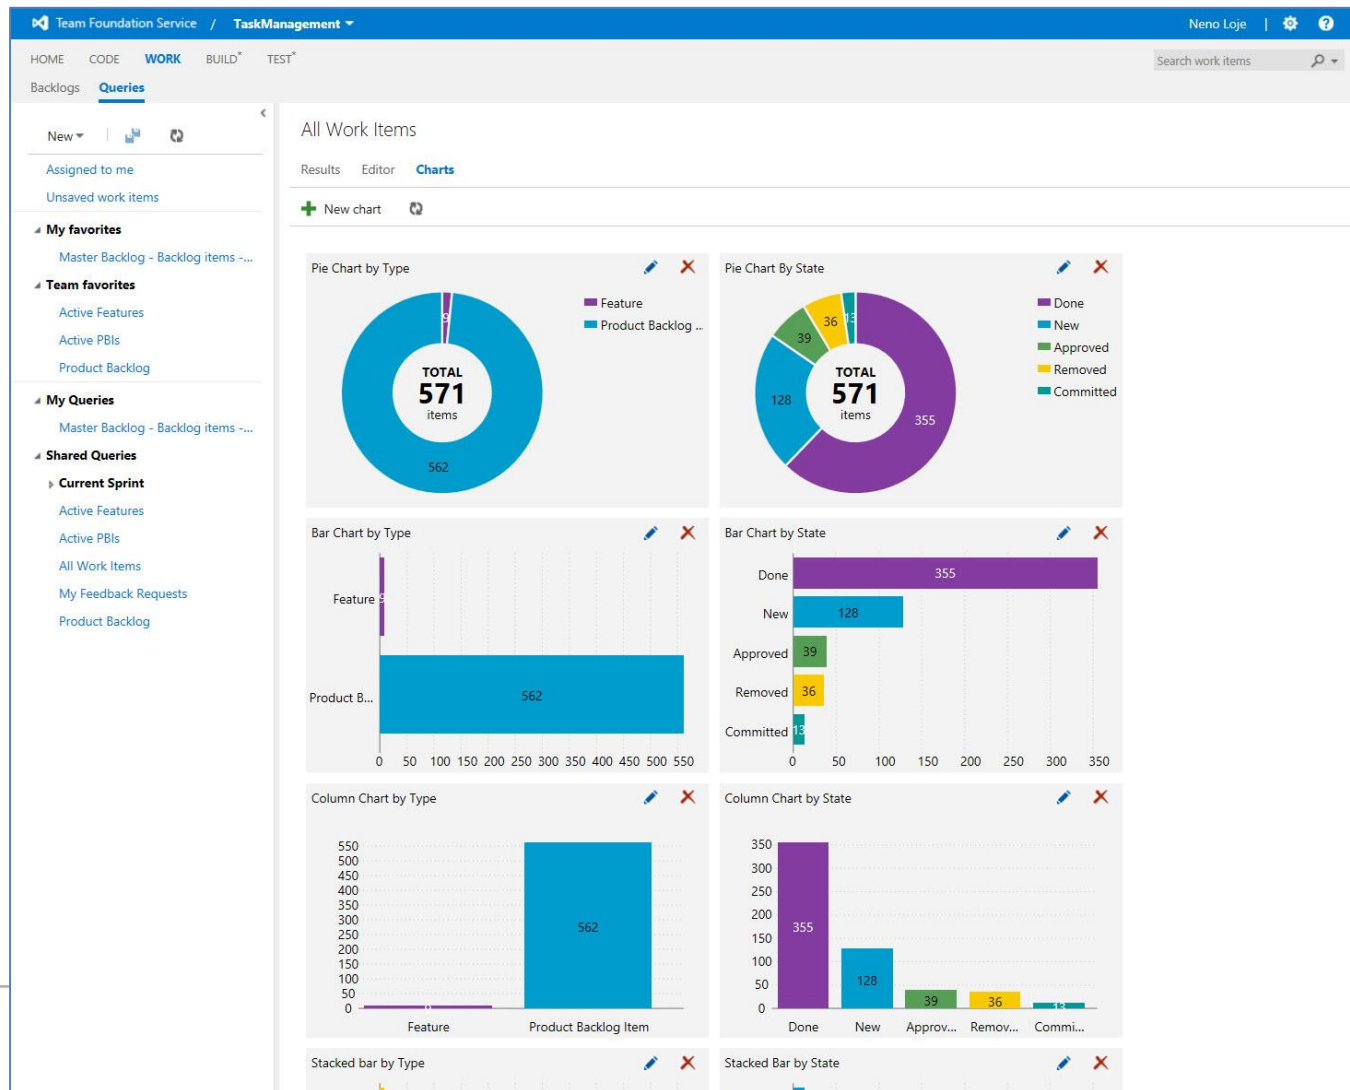 Team Foundation Service / TaskManagement
Neno Loje |
HOME CODE WORK BUILD* TEST*
Search work items
Backlogs Queries
New
Assigned to me
Unsaved work items
My favorites
Master Backlog - Backlog items -...
Team favorites
Active Features
Active PBIs
Product Backlog
My Queries
Master Backlog - Backlog items -...
Shared Queries
Current Sprint
Active Features
Active PBIs
All Work Items
My Feedback Requests
Product Backlog
All Work Items
Results Editor Charts
New chart
Pie Chart by Type
9
TOTAL
571
items
562
Feature
Product Backlog ...
Pie Chart By State
13
36
39
128
355
TOTAL
571
items
Done
New
Approved
Removed
Committed
Bar Chart by Type
Feature 9
Product B... 562
0 50 100 150 200 250 300 350 400 450 500 550
Bar Chart by State
Done 355
New 128
Approved 39
Removed 36
Committed 13
0 50 100 150 200 250 300 350
Column Chart by Type
550
500
450
400
350
300
250
200
150
100
50
0
562
Feature Product Backlog Item
Column Chart by State
350
300
250
200
150
100
50
0
355
128
39
36
13
Done New Approv... Remov... Commi...
Stacked bar by Type
Stacked Bar by State